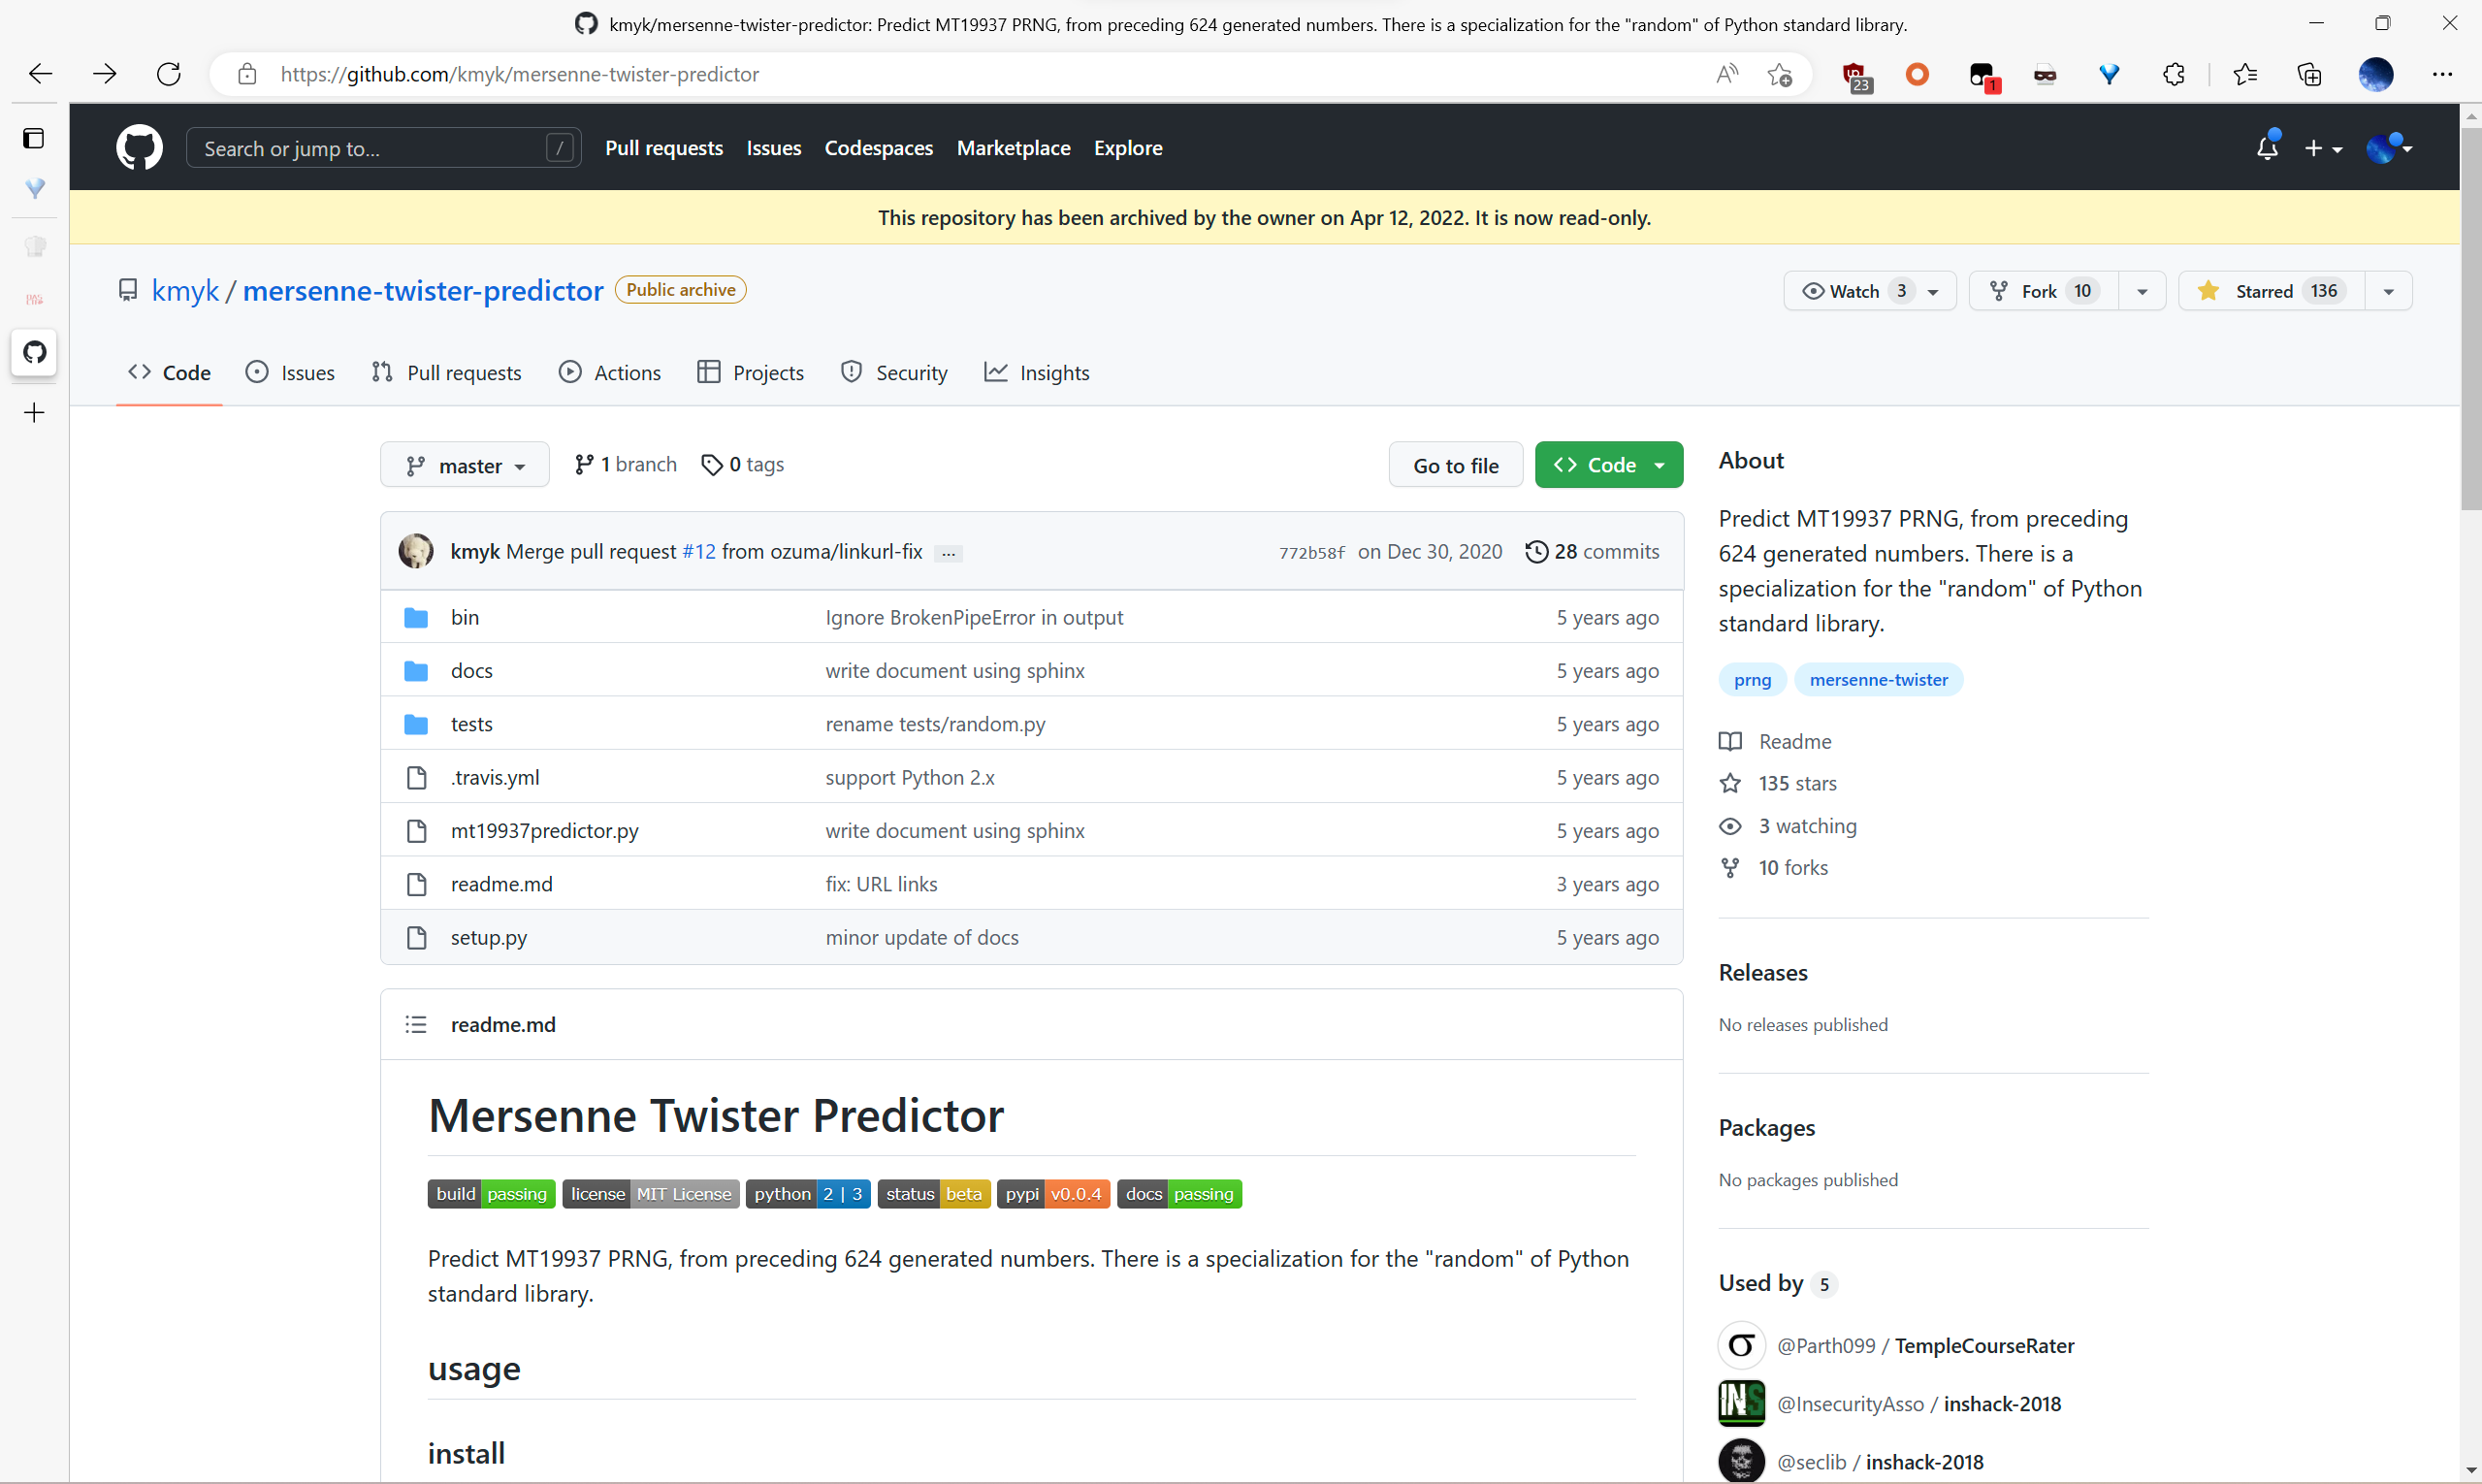 kmyk/mersenne-twister-predictor: Predict MT19937 PRNG, from preceding 624 generated numbers. There is a specialization for the "random" of Python standard library.
https://github.com/kmyk/mersenne-twister-predictor
23
1
Search or jump to...
/
Pull requests
Issues
Codespaces
Marketplace
Explore
This repository has been archived by the owner on Apr 12, 2022. It is now read-only.
kmyk / mersenne-twister-predictor
Public archive
Watch 3
Fork 10
Starred 136
Code
Issues
Pull requests
Actions
Projects
Security
Insights
master
1 branch
0 tags
Go to file
Code
kmyk Merge pull request #12 from ozuma/linkurl-fix ...
772b58f on Dec 30, 2020
28 commits
bin Ignore BrokenPipeError in output 5 years ago
docs write document using sphinx 5 years ago
tests rename tests/random.py 5 years ago
.travis.yml support Python 2.x 5 years ago
mt19937predictor.py write document using sphinx 5 years ago
readme.md fix: URL links 3 years ago
setup.py minor update of docs 5 years ago
readme.md
Mersenne Twister Predictor
build passing license MIT License python 2 | 3 status beta pypi v0.0.4 docs passing
Predict MT19937 PRNG, from preceding 624 generated numbers. There is a specialization for the "random" of Python
standard library.
usage
install
About
Predict MT19937 PRNG, from preceding
624 generated numbers. There is a
specialization for the "random" of Python
standard library.
prng mersenne-twister
Readme
135 stars
3 watching
10 forks
Releases
No releases published
Packages
No packages published
Used by 5
@Parth099 / TempleCourseRater
@InsecurityAsso / inshack-2018
@seclib / inshack-2018